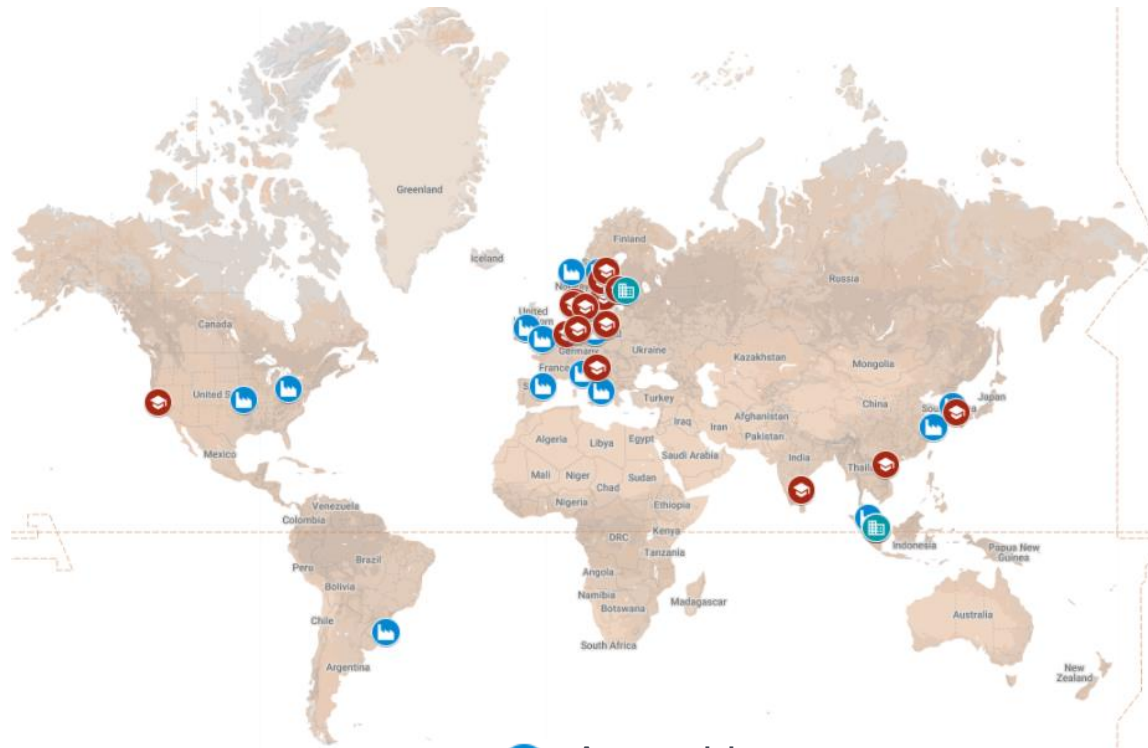 Greenland
Finland
Iceland
Russia
Canada
United
Ukraine
Kazakhstan
Mongolia
France
United S
Turkey
China
Japan
Afghanistan
Iraq
Iran
Pakistan
Algeria
Libya
Egypt
Saudi Arabia
Mexico
India
Mali
Niger
Chad
Sudan
Nigeria
Ethiopia
Venezuela
Colombia
DRC
Kenya
Indonesia
Papua New
Guinea
Tanzania
Peru
Brazil
Angola
Bolivia
Namibia
Botswana
Madagascar
Chile
Australia
South Africa
Argentina
New
Zealand